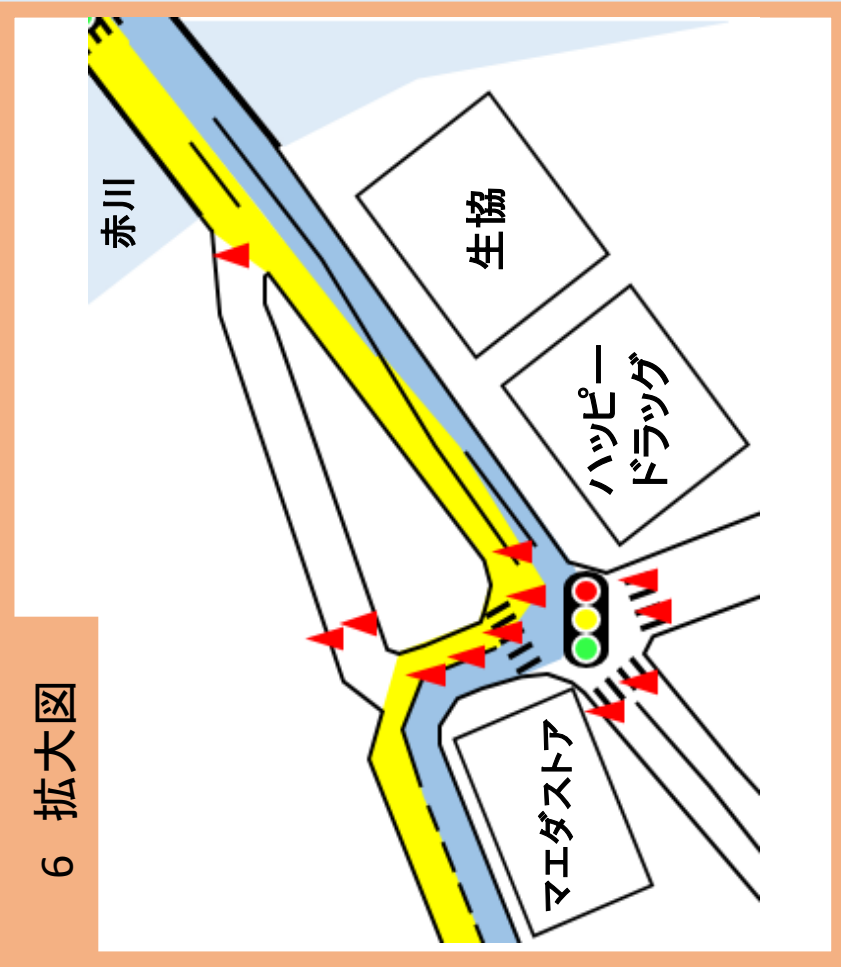 6 拡大図
赤川
生協
ハッピー
ドラッグ
マエダストア